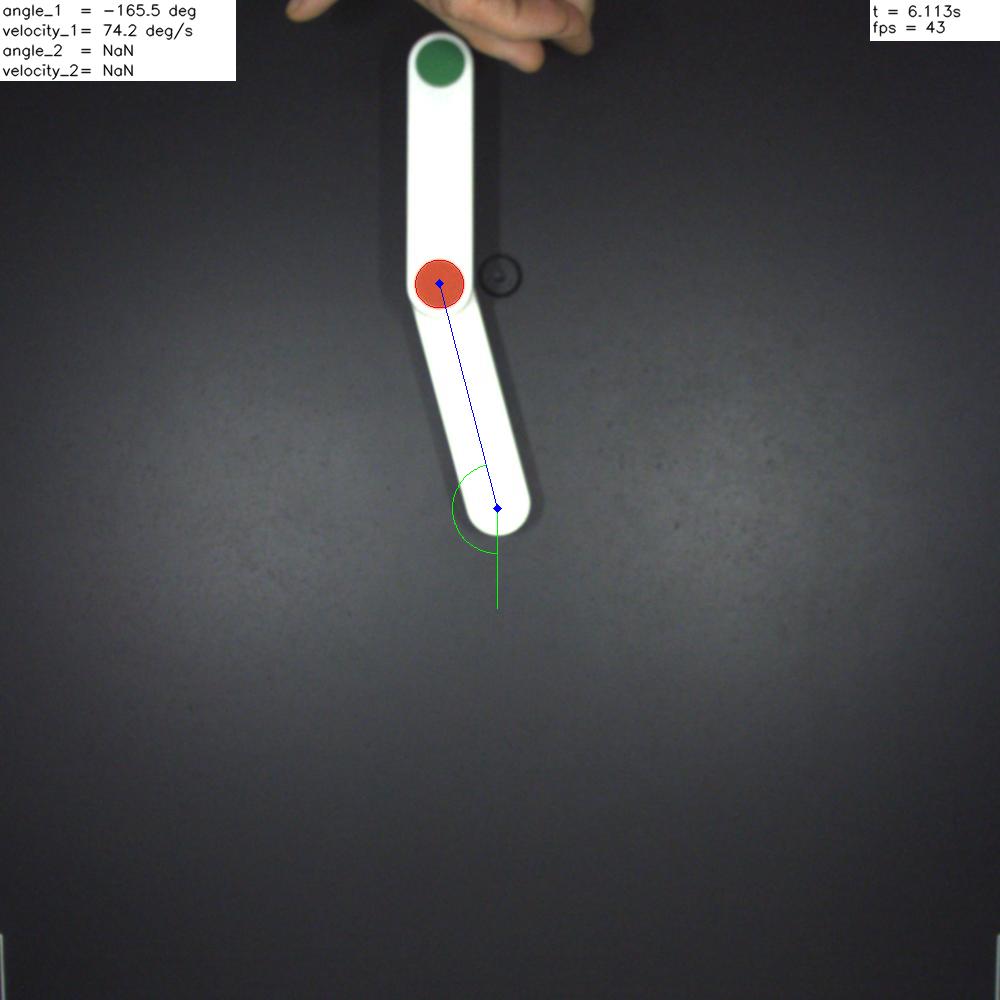 angle_1 = -165.5 deg
velocity_1= 74.2 deg/s
angle_2 = NaN
velocity_2= NaN
t = 6.113s
fps = 43